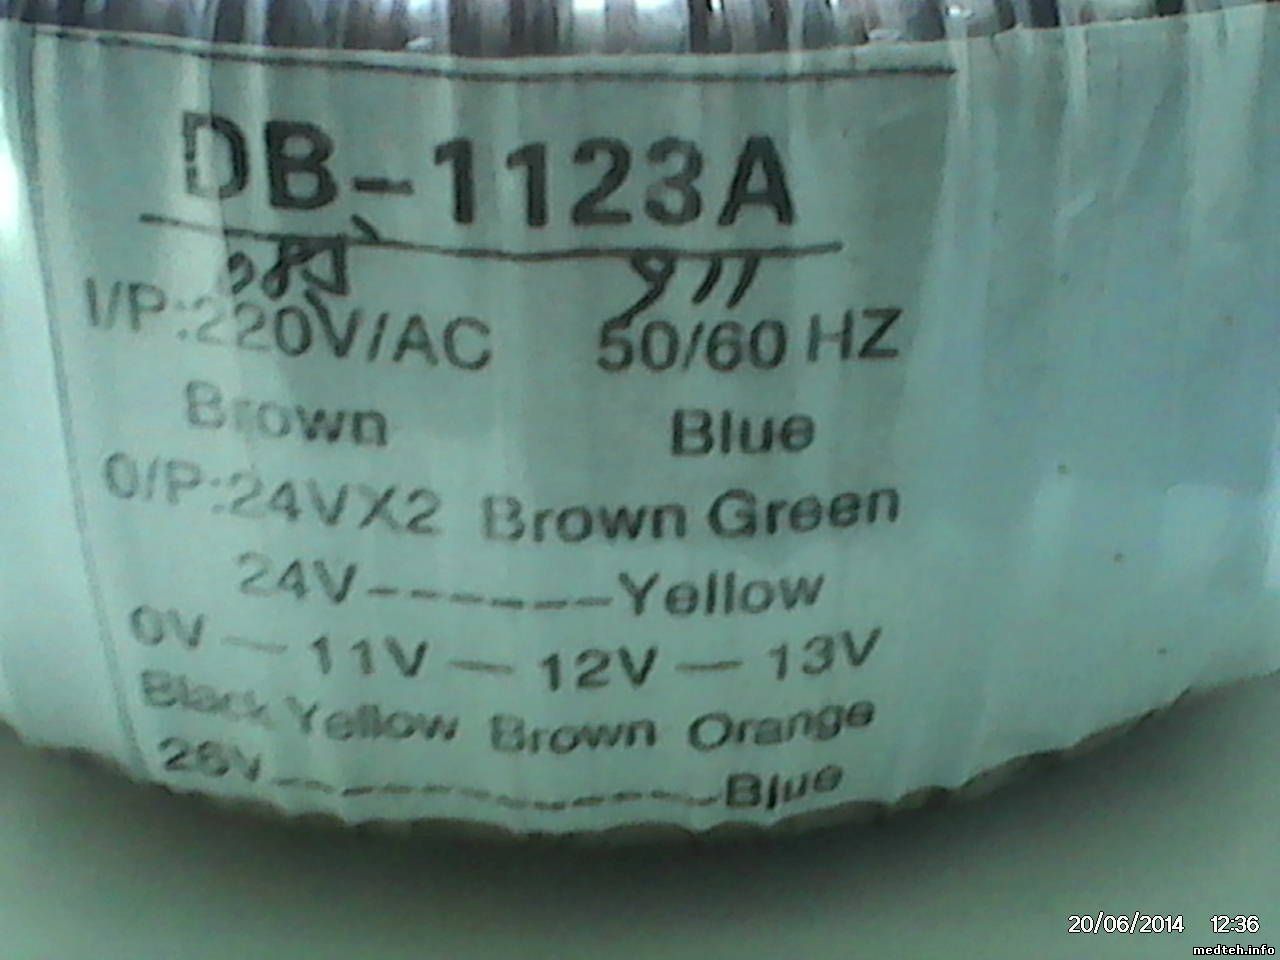 DB-1123A
I/P:220V/AC 50/60 HZ
Brown Blue
O/P:24VX2 Brown Green
24V------Yellow
0V — 11V — 12V — 13V
Black Yellow Brown Orange
26V-------------Blue
20/06/2014 12:36
medteh.info